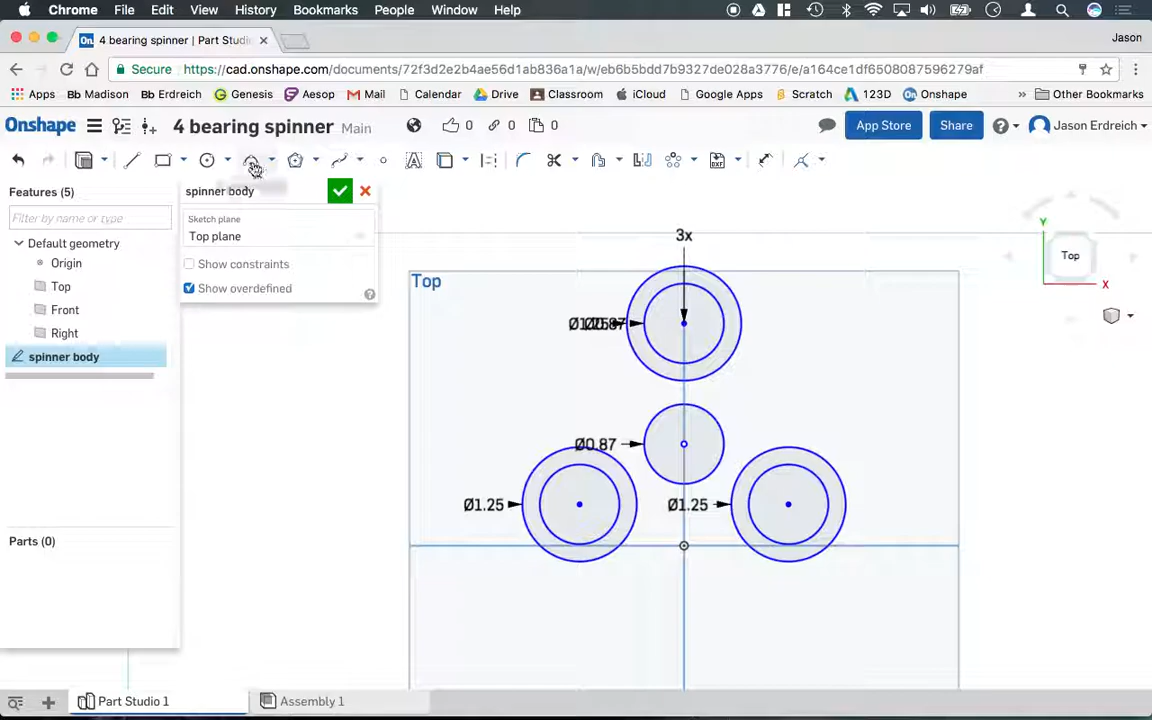 Chrome File Edit View History Bookmarks People Window Help
4 bearing spinner | Part Studio
Jason
Secure https://cad.onshape.com/documents/72f3d2e2b4ae56d1ab836a1a/w/eb6b5bdd7b9327de028a3776/e/a164ce1df6508087596279af
Apps Bb Madison Bb Erdreich Genesis Aesop Mail Calendar Drive Classroom iCloud Google Apps Scratch 123D Onshape » Other Bookmarks
Onshape 4 bearing spinner Main 0 0 0 App Store Share Jason Erdreich
Features (5)
Filter by name or type
Default geometry
Origin
Top
Front
Right
spinner body
Parts (0)
spinner body
Sketch plane
Top plane
Show constraints
Show overdefined
Top
3x
Ø0.87
Ø1.25
Ø1.25
Y
Top
X
Part Studio 1 Assembly 1